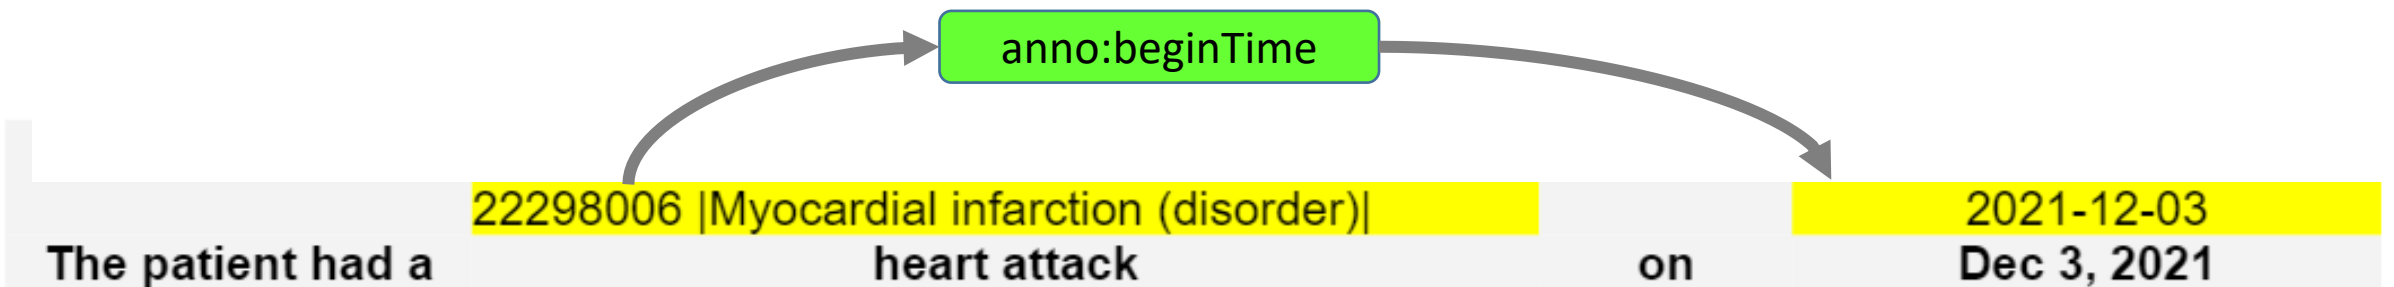 anno:beginTime
22298006 |Myocardial infarction (disorder)| 2021-12-03
The patient had a heart attack on Dec 3, 2021